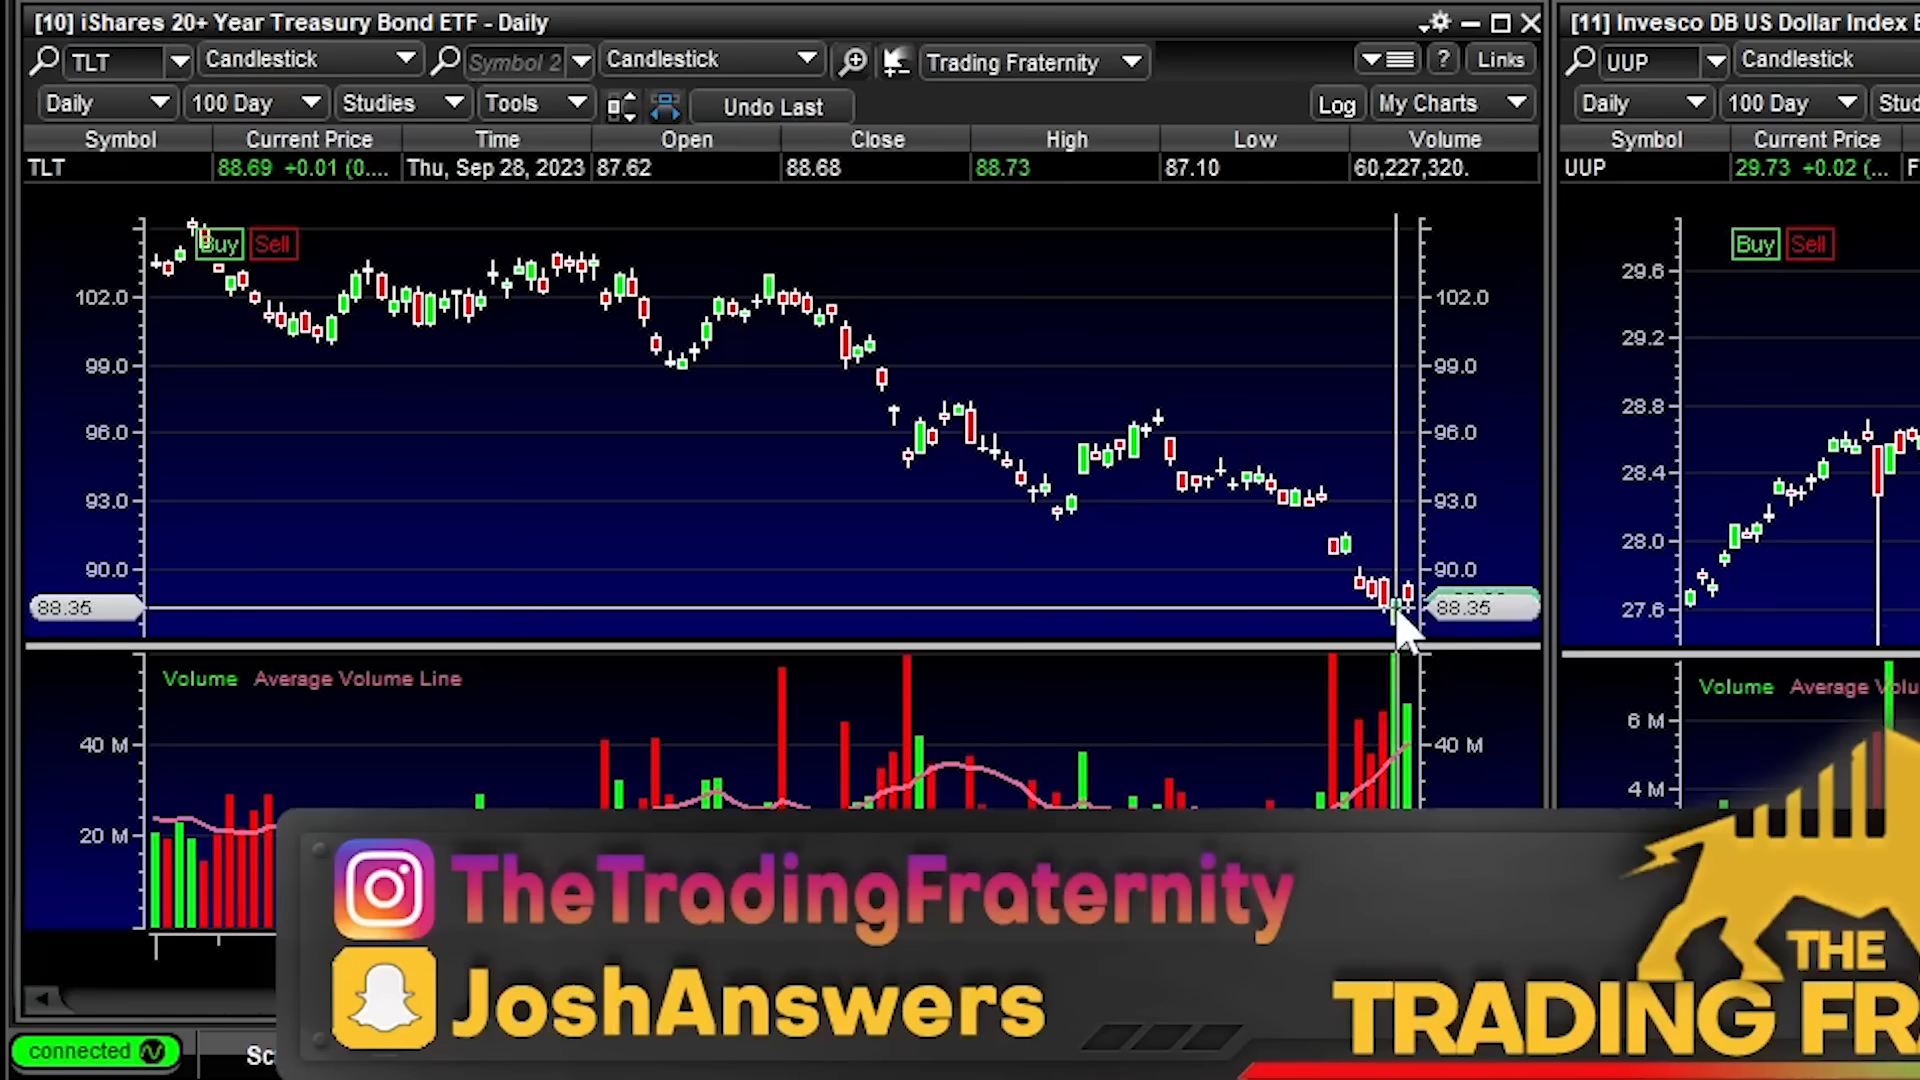 [10] iShares 20+ Year Treasury Bond ETF - Daily
TLT Candlestick Symbol 2 Candlestick Trading Fraternity ? Links
Daily 100 Day Studies Tools Undo Last Log My Charts
Symbol Current Price Time Open Close High Low Volume
TLT 88.69 +0.01 (0.... Thu, Sep 28, 2023 87.62 88.68 88.73 87.10 60,227,320.
Buy Sell
102.0 102.0
99.0 99.0
96.0 96.0
93.0 93.0
90.0 90.0
88.35 88.35
Volume Average Volume Line
40 M 40 M
20 M
[11] Invesco DB US Dollar Index
UUP Candlestick
Daily 100 Day Stud
Symbol Current Price
UUP 29.73 +0.02 (... F
Buy Sell
29.6
29.2
28.8
28.4
28.0
27.6
Volume Average Volu
6 M
4 M
TheTradingFraternity
JoshAnswers
THE
TRADING FR
connected Sc